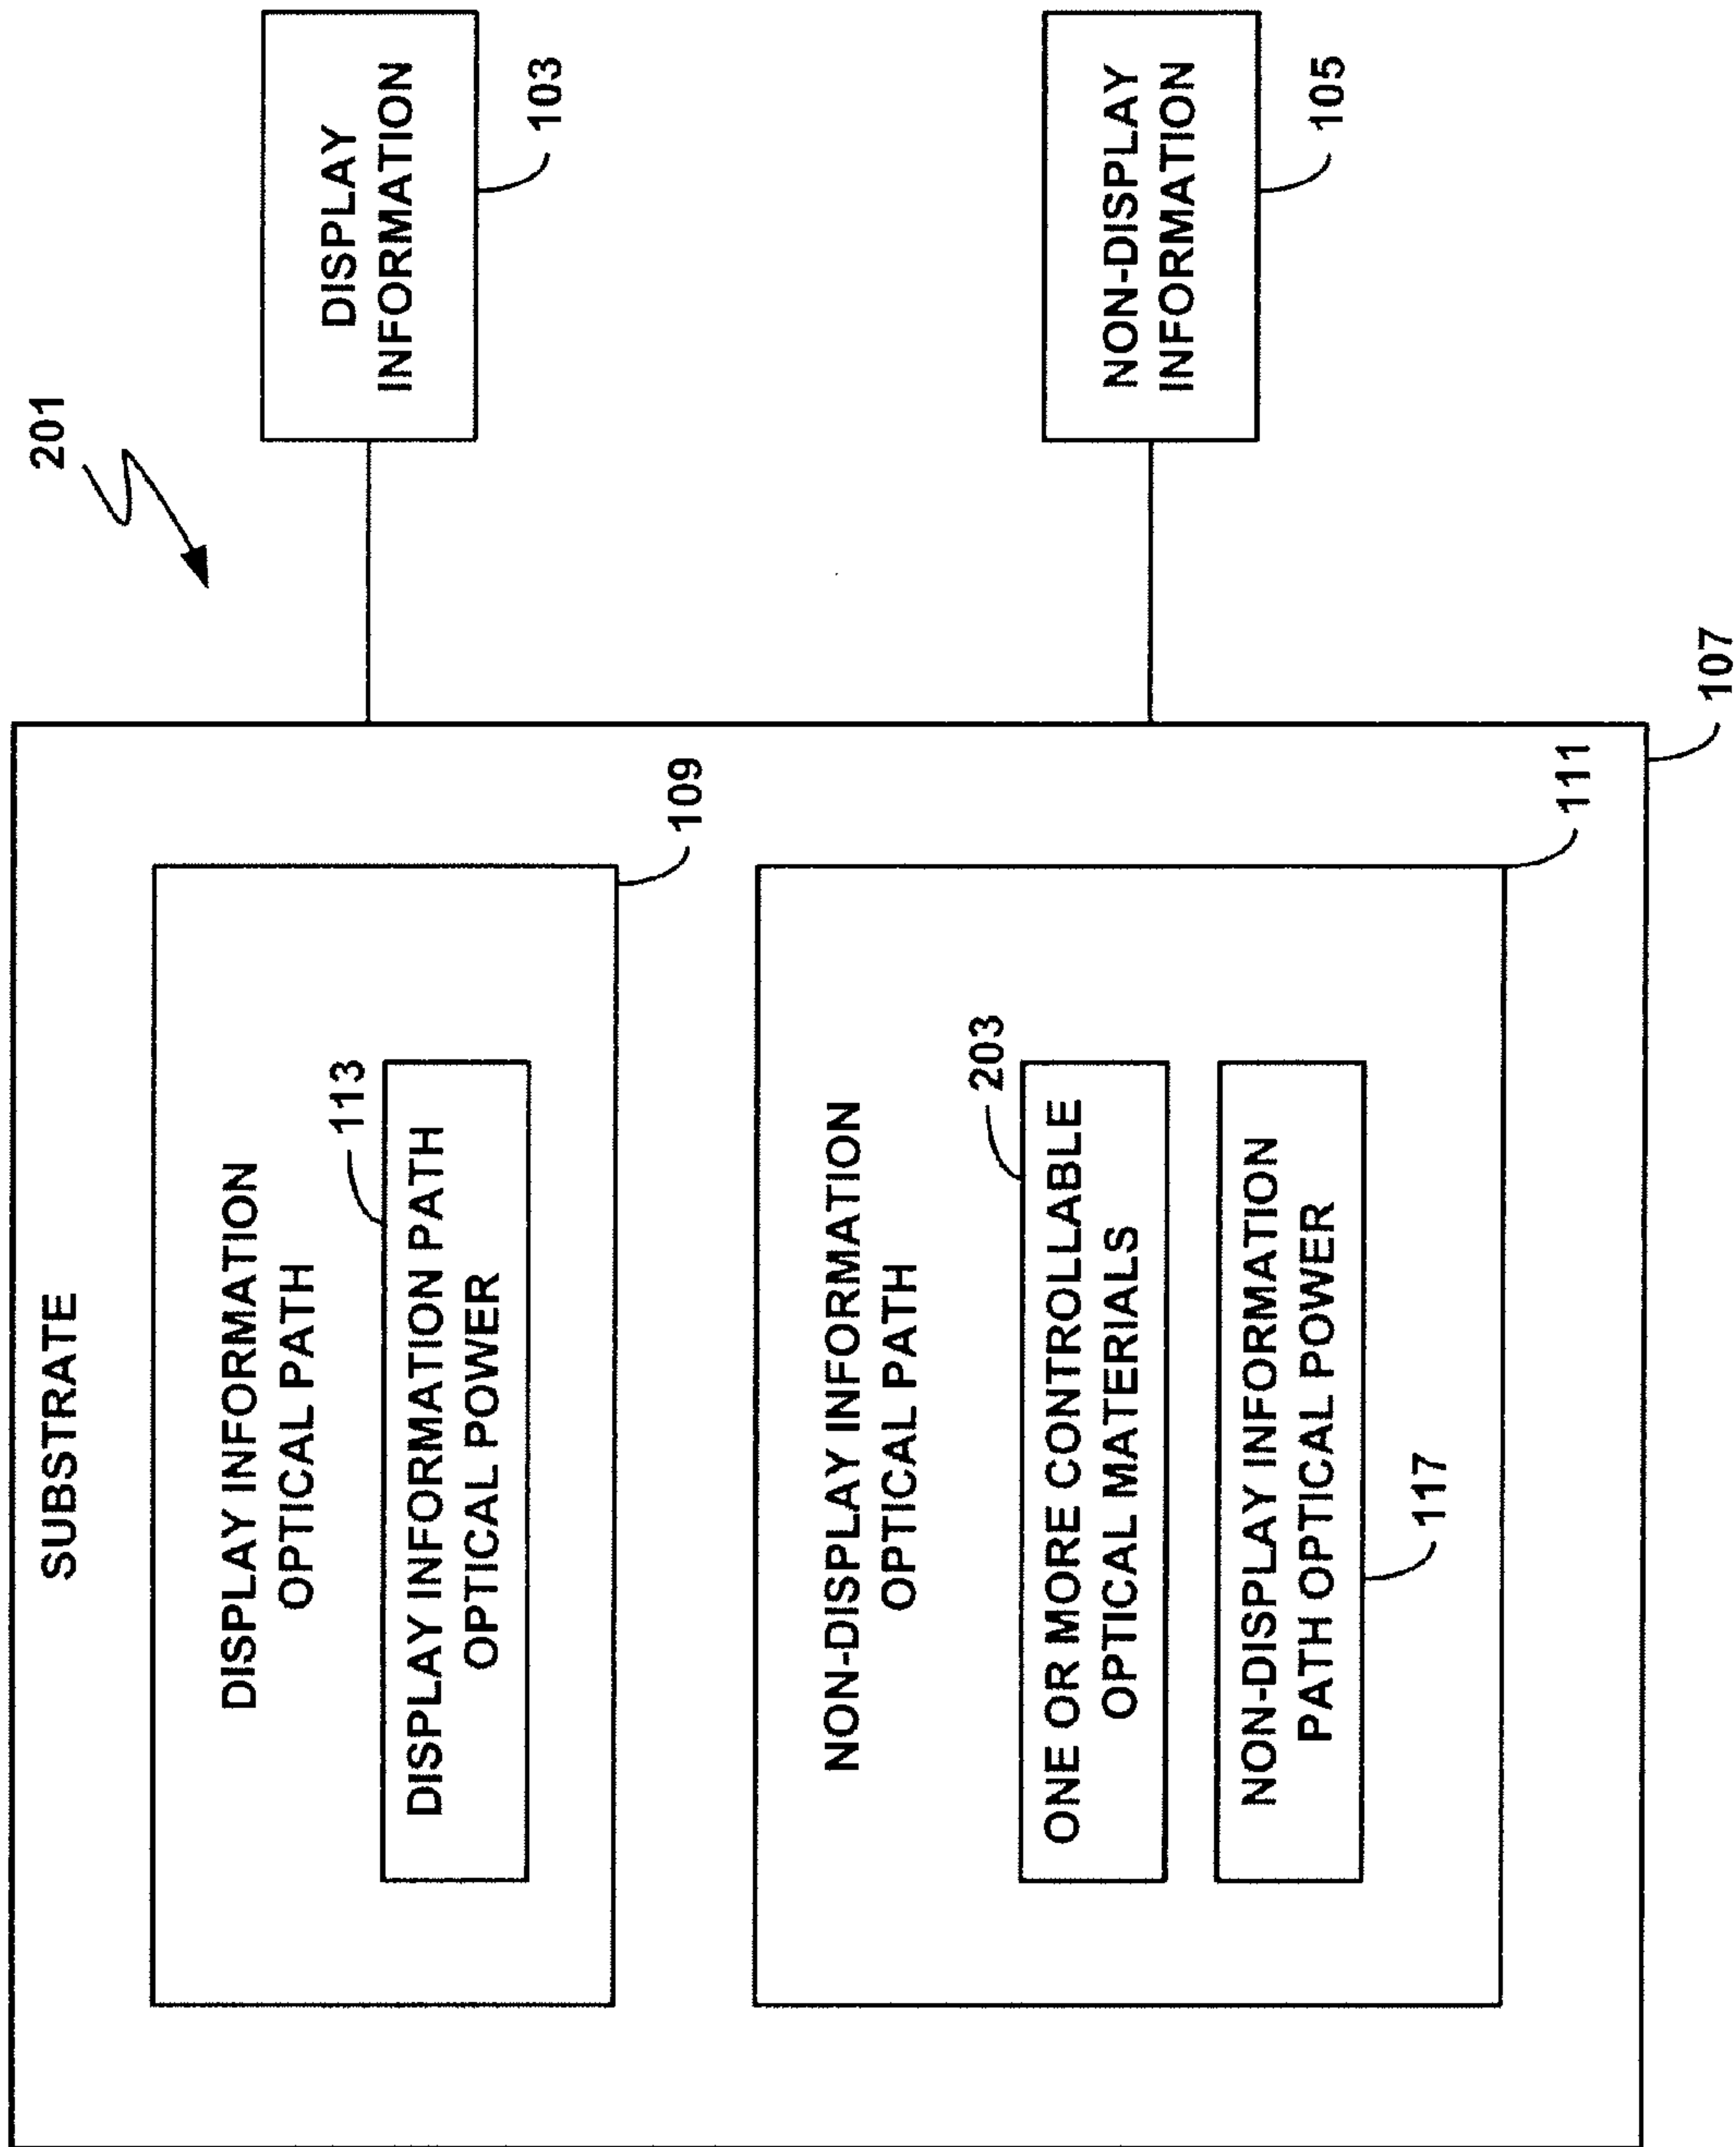 201
SUBSTRATE
DISPLAY INFORMATION
OPTICAL PATH
113
DISPLAY INFORMATION PATH
OPTICAL POWER
109
DISPLAY
INFORMATION
103
NON-DISPLAY INFORMATION
OPTICAL PATH
203
ONE OR MORE CONTROLLABLE
OPTICAL MATERIALS
NON-DISPLAY INFORMATION
PATH OPTICAL POWER
117
111
107
NON-DISPLAY
INFORMATION
105